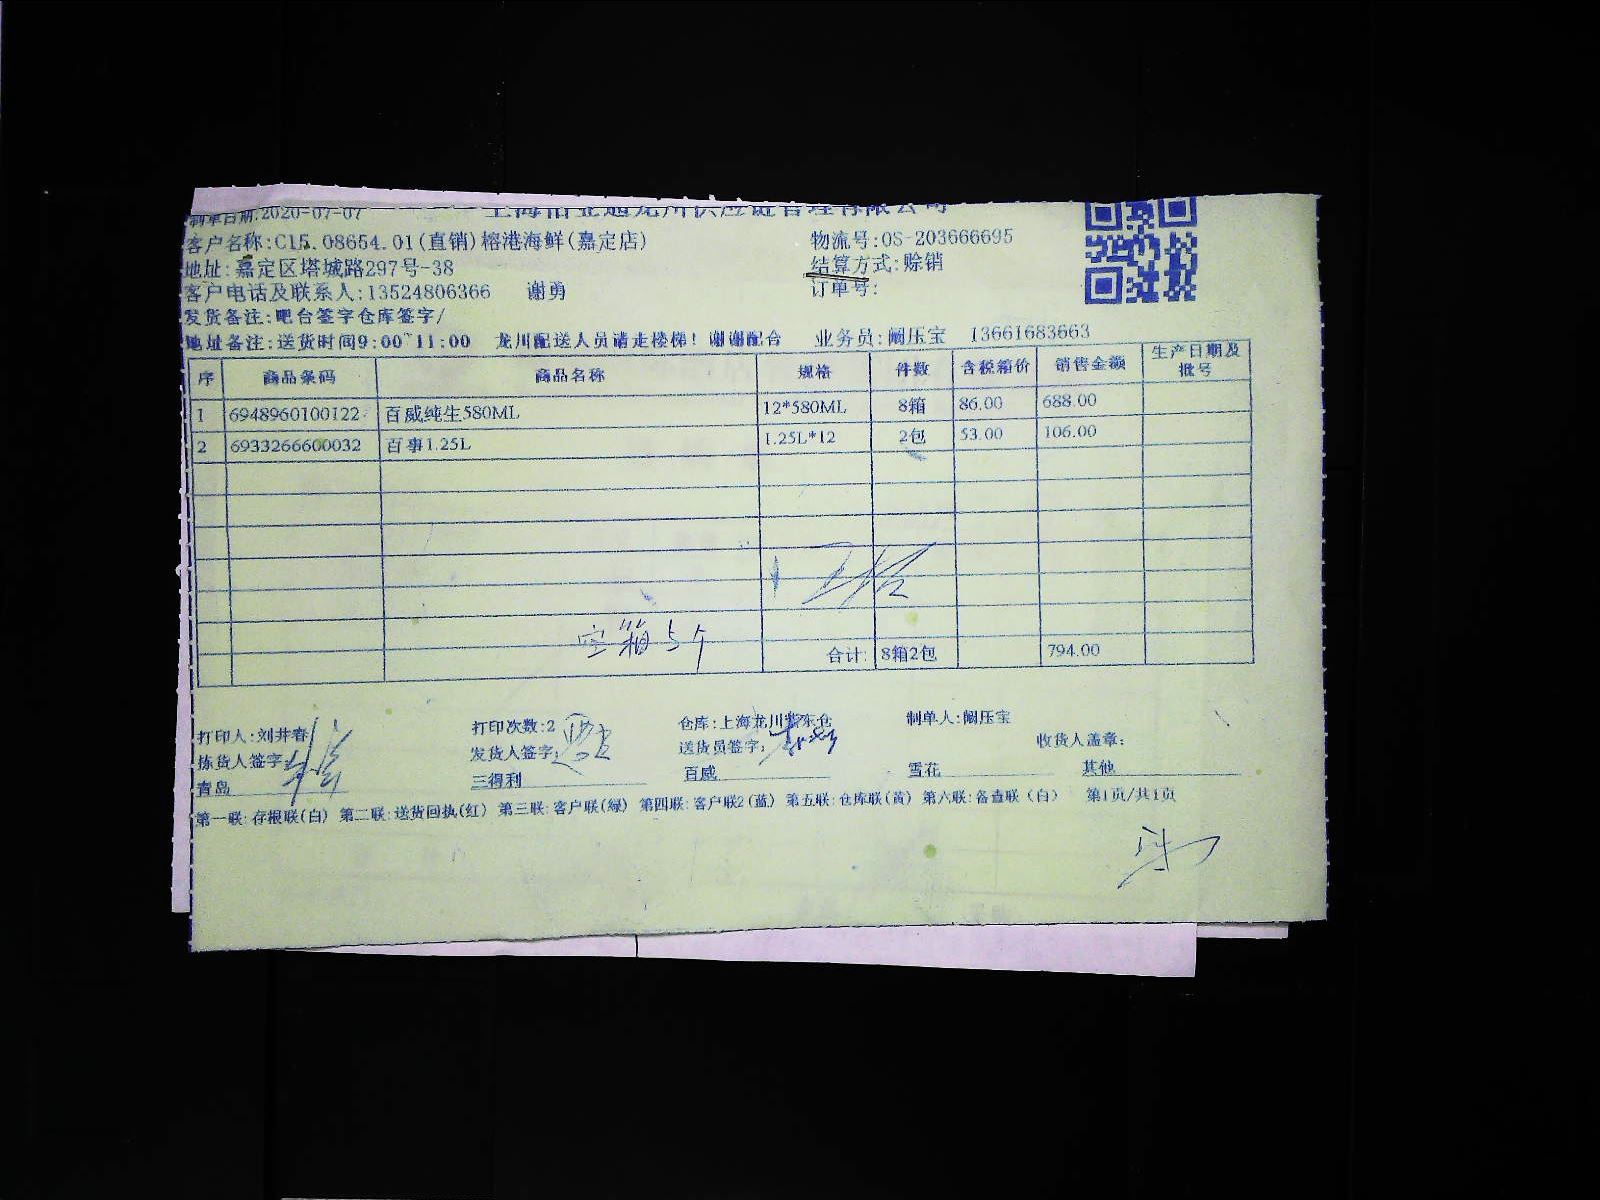 制单日期:2020-07-07
客户名称:C15.08654.01(直销)榕港海鲜(嘉定店) 物流号:OS-203666695
地址:嘉定区塔城路297号-38 结算方式:赊销
客户电话及联系人:13524806366 谢勇 订单号:
发货备注:吧台签字仓库签字/
地址备注:送货时间9:00~11:00 龙川配送人员请走楼梯!谢谢配合 业务员:阚压宝 13661683663
序 商品条码 商品名称 规格 件数 含税箱价 销售金额 生产日期及批号
1 6948960100122 百威纯生580ML 12*580ML 8箱 86.00 688.00
2 6933266600032 百事1.25L 1.25L*12 2包 53.00 106.00
空箱5个
合计: 8箱2包 794.00
打印人:刘井春 打印次数:2 仓库:上海龙川浦东仓 制单人:阚压宝
拣货人签字: 发货人签字: 送货员签字: 收货人盖章:
青岛 三得利 百威 雪花 其他
第一联:存根联(白) 第二联:送货回执(红) 第三联:客户联(绿) 第四联:客户联2(蓝) 第五联:仓库联(黄) 第六联:备查联(白) 第1页/共1页